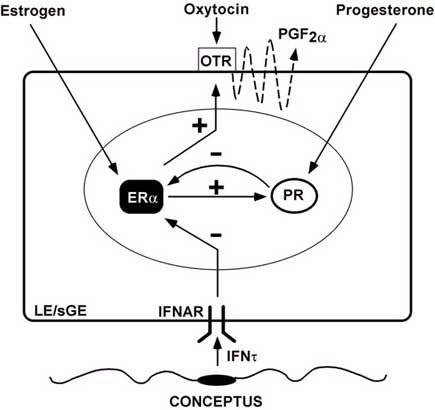 Estrogen
Oxytocin
Progesterone
OTR
PGF2α
+
-
+
ERα
PR
-
LE/sGE
IFNAR
IFNτ
CONCEPTUS